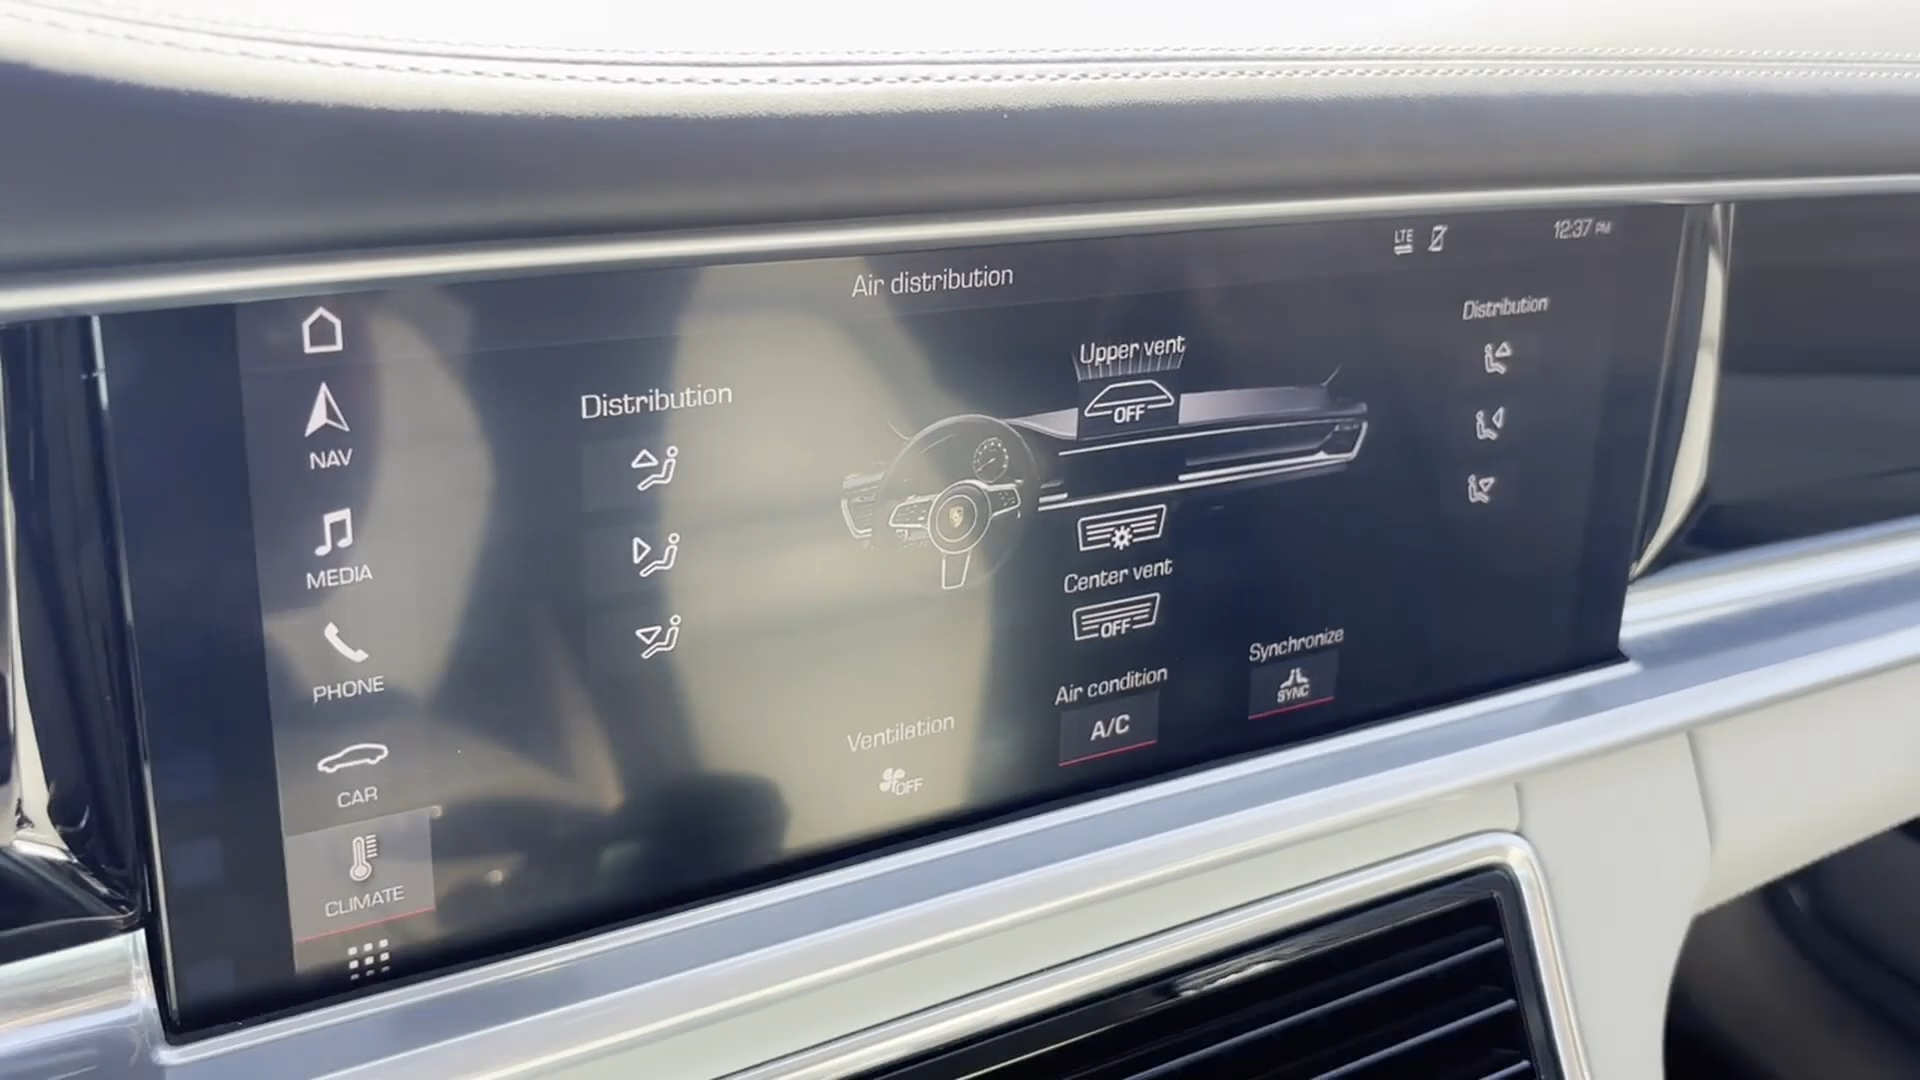 LTE
12:37 PM
Air distribution
NAV
MEDIA
PHONE
CAR
CLIMATE
Distribution
Upper vent
OFF
Center vent
OFF
Air condition
A/C
Synchronize
SYNC
Ventilation
OFF
Distribution